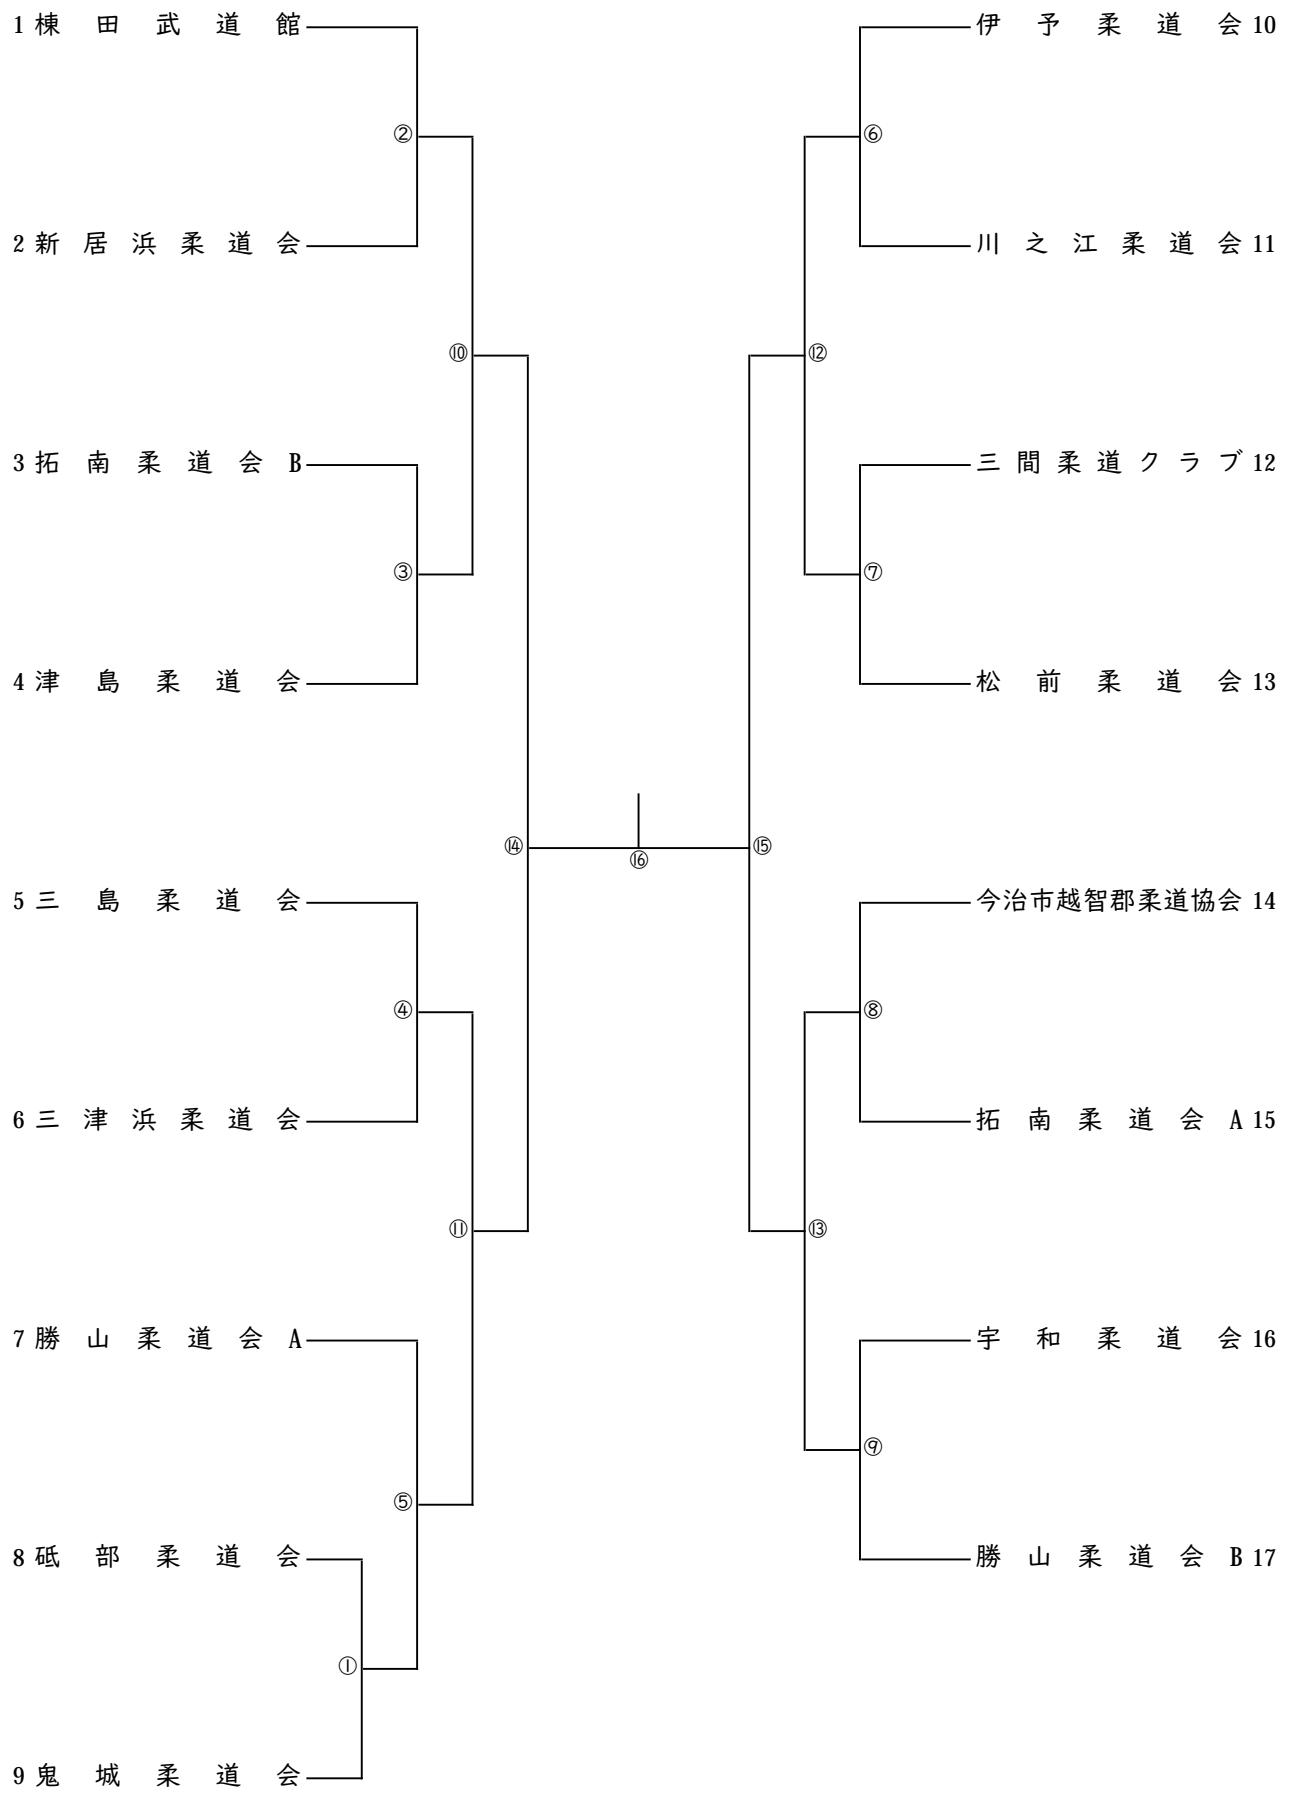 1 棟田武道館
伊予柔道会 10
②
⑥
2 新居浜柔道会
川之江柔道会 11
⑩
⑫
3 拓南柔道会B
三間柔道クラブ 12
③
⑦
4 津島柔道会
松前柔道会 13
⑭
⑯
⑮
5 三島柔道会
今治市越智郡柔道協会 14
④
⑧
6 三津浜柔道会
拓南柔道会A 15
⑪
⑬
7 勝山柔道会A
宇和柔道会 16
⑤
⑨
8 砥部柔道会
勝山柔道会B 17
①
9 鬼城柔道会